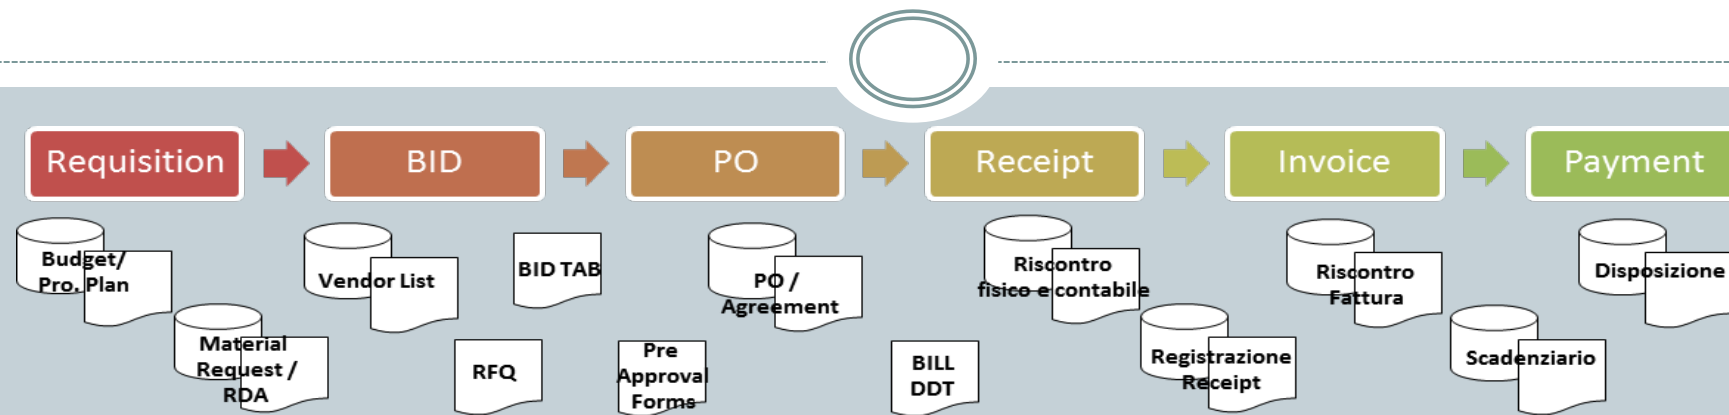 Requisition
BID
PO
Receipt
Invoice
Payment
Budget/
Pro. Plan
Vendor List
BID TAB
PO /
Agreement
Riscontro
fisico e contabile
Riscontro
Fattura
Disposizione
Material
Request /
RDA
RFQ
Pre
Approval
Forms
BILL
DDT
Registrazione
Receipt
Scadenziario